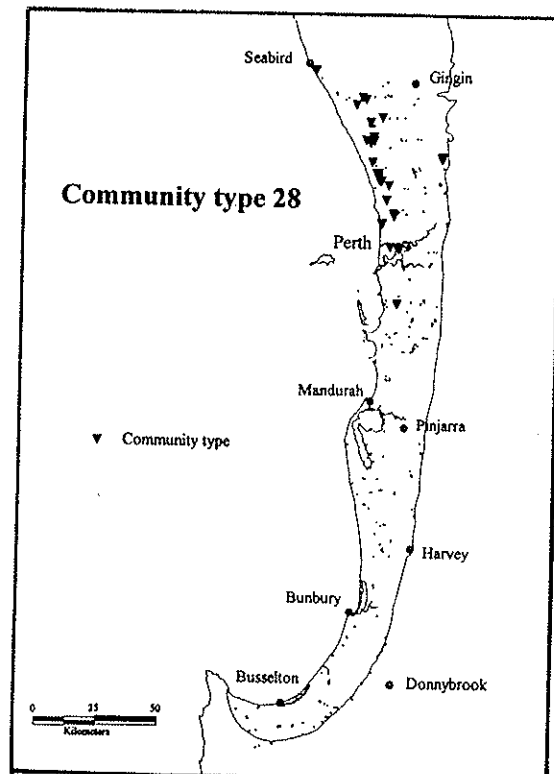 Seabird
Gingin
Community type 28
Perth
Mandurah
Pinjarra
Community type
Harvey
Bunbury
Busselton
Donnybrook
0 25 50
Kilometers